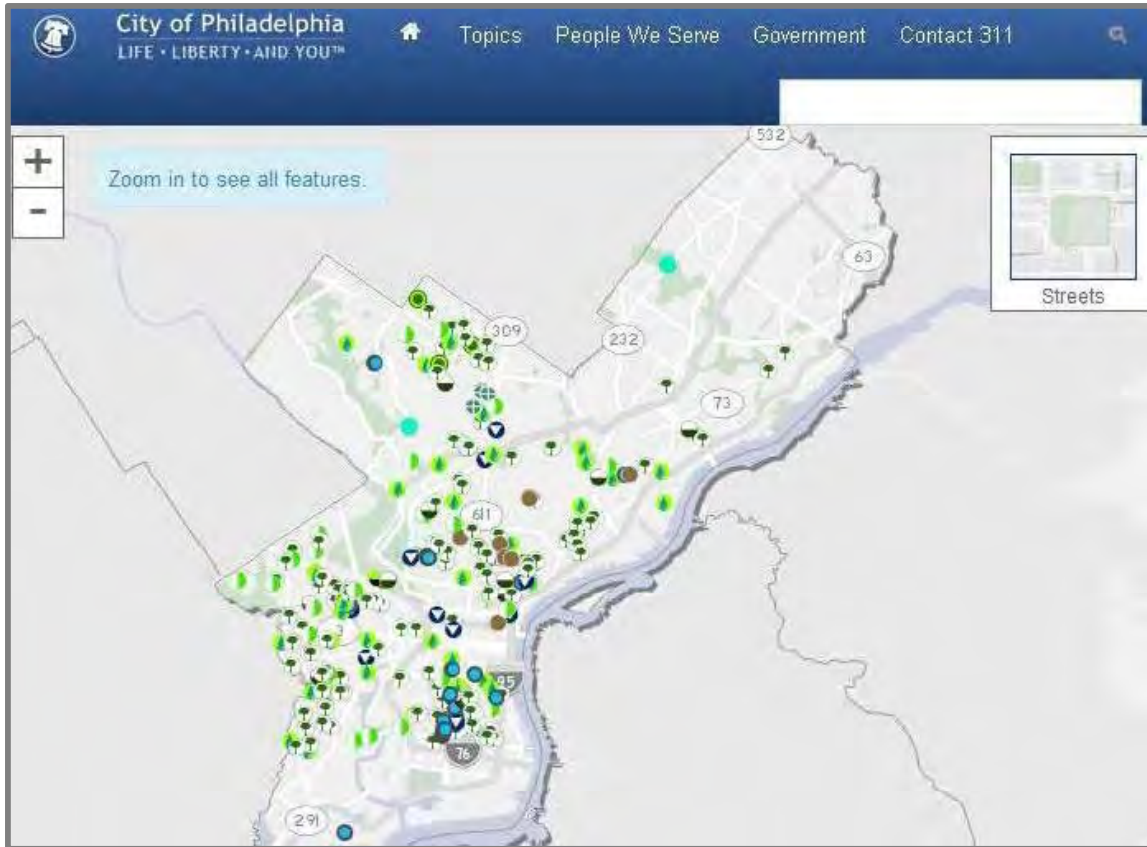 City of Philadelphia
LIFE • LIBERTY • AND YOU™
Topics People We Serve Government Contact 311
+
-
Zoom in to see all features.
Streets
532
63
309
232
73
611
95
76
291